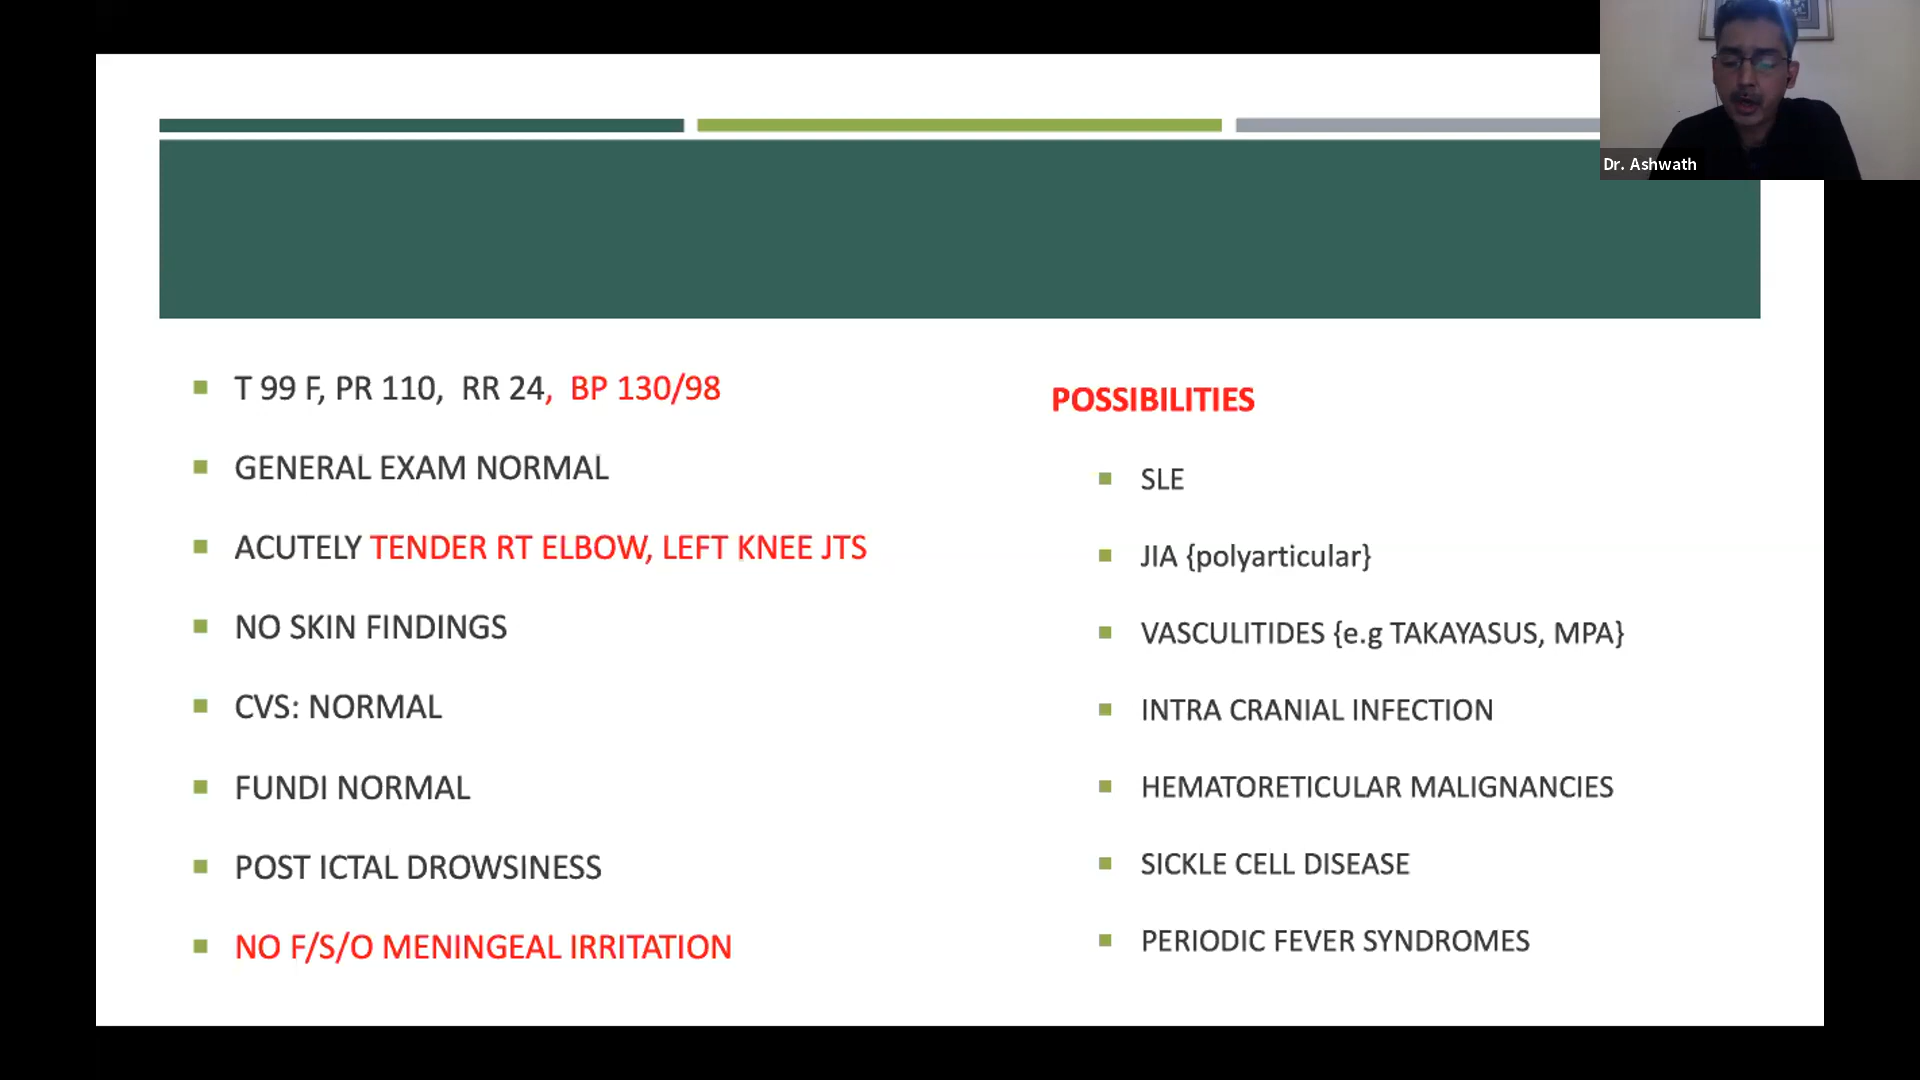 Dr. Ashwath
T 99 F, PR 110, RR 24, BP 130/98
GENERAL EXAM NORMAL
ACUTELY TENDER RT ELBOW, LEFT KNEE JTS
NO SKIN FINDINGS
CVS: NORMAL
FUNDI NORMAL
POST ICTAL DROWSINESS
NO F/S/O MENINGEAL IRRITATION
POSSIBILITIES
SLE
JIA {polyarticular}
VASCULITIDES {e.g TAKAYASUS, MPA}
INTRA CRANIAL INFECTION
HEMATORETICULAR MALIGNANCIES
SICKLE CELL DISEASE
PERIODIC FEVER SYNDROMES